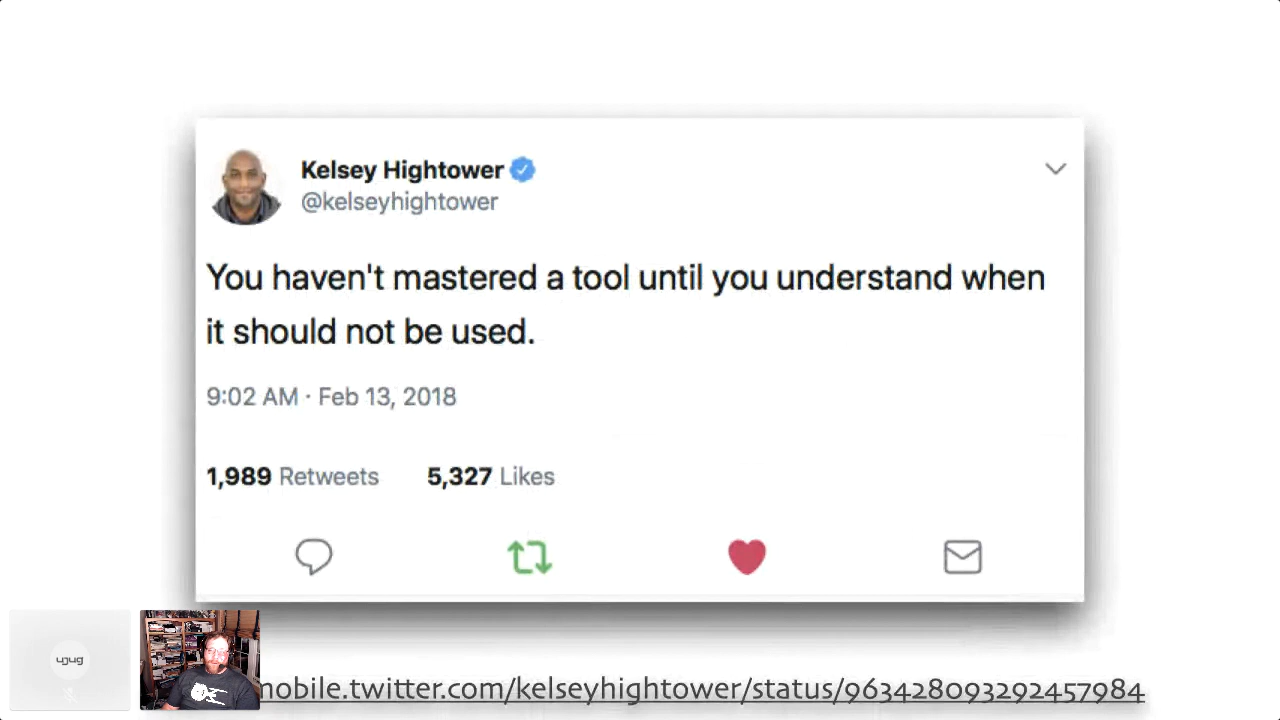 Kelsey Hightower
@kelseyhightower
You haven't mastered a tool until you understand when
it should not be used.
9:02 AM · Feb 13, 2018
1,989 Retweets 5,327 Likes
ujug
mobile.twitter.com/kelseyhightower/status/963428093292457984